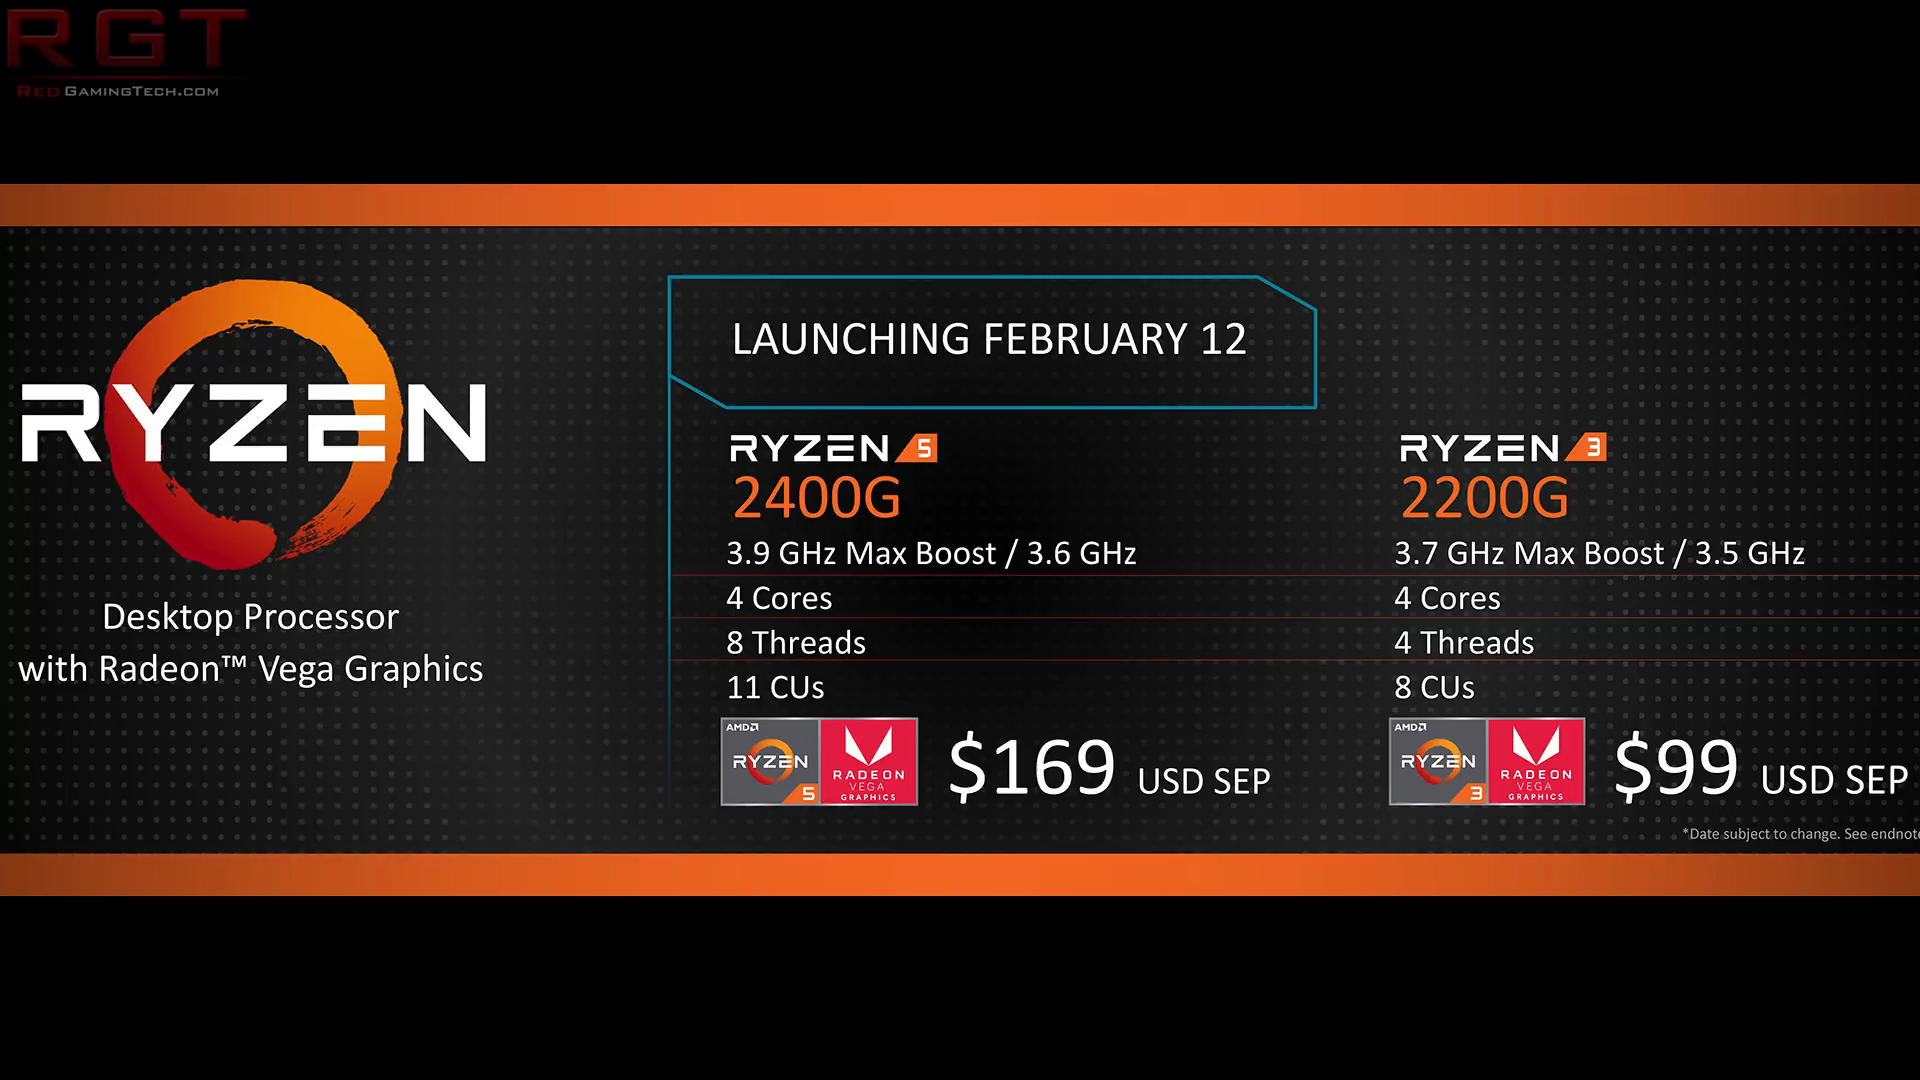 RGT
RedGamingTech.com
RYZEN
Desktop Processor
with Radeon™ Vega Graphics
LAUNCHING FEBRUARY 12
RYZEN 5
2400G
3.9 GHz Max Boost / 3.6 GHz
4 Cores
8 Threads
11 CUs
AMD
RYZEN
5
RADEON
VEGA
GRAPHICS
$169 USD SEP
RYZEN 3
2200G
3.7 GHz Max Boost / 3.5 GHz
4 Cores
4 Threads
8 CUs
AMD
RYZEN
3
RADEON
VEGA
GRAPHICS
$99 USD SEP
*Date subject to change. See endnote